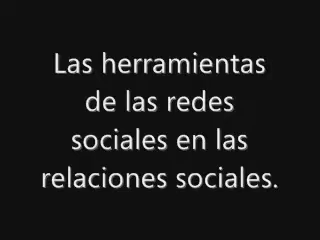 Las herramientas
de las redes
sociales en las
relaciones sociales.